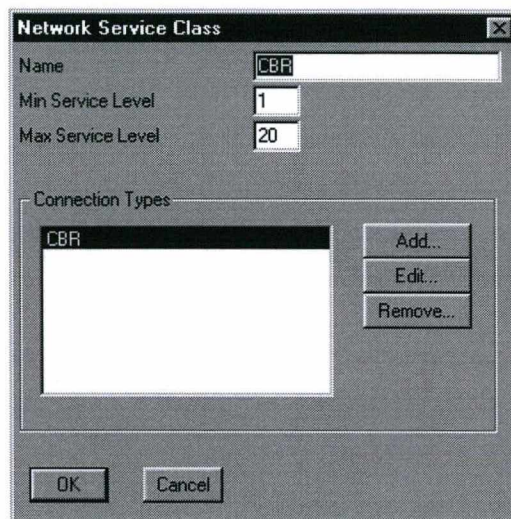 Network Service Class
Name CBR
Min Service Level 1
Max Service Level 20
Connection Types
CBR
Add...
Edit...
Remove...
OK Cancel